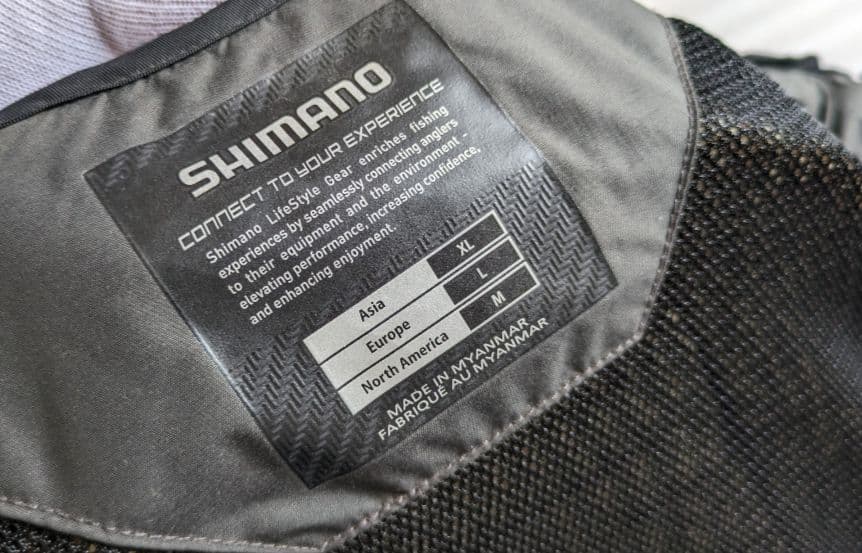 SHIMANO
CONNECT TO YOUR EXPERIENCE
Shimano LifeStyle Gear enriches fishing
experiences by seamlessly connecting anglers
to their equipment and the environment -
elevating performance, increasing confidence,
and enhancing enjoyment.
Asia XL
Europe L
North America M
MADE IN MYANMAR
FABRIQUÉ AU MYANMAR